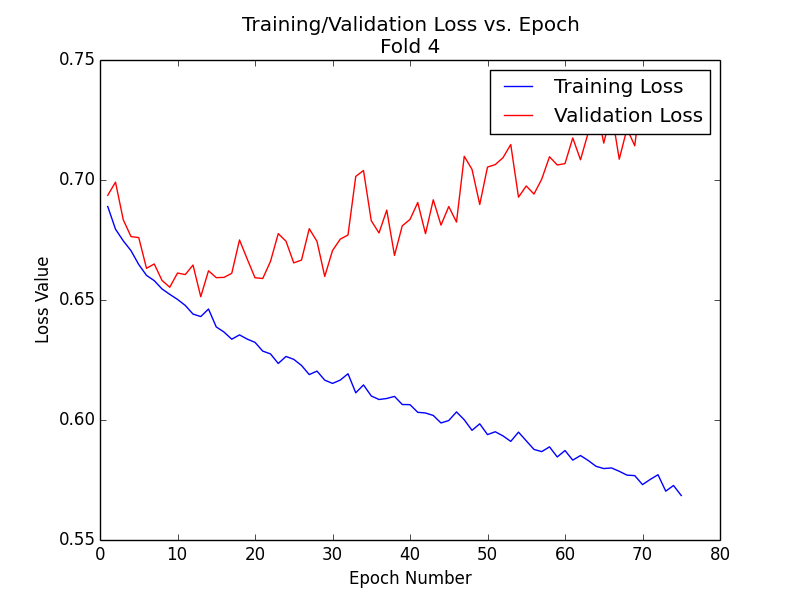 Training/Validation Loss vs. Epoch
Fold 4
Training Loss
Validation Loss
0.75
0.70
0.65
0.60
0.55
Loss Value
0 10 20 30 40 50 60 70 80
Epoch Number